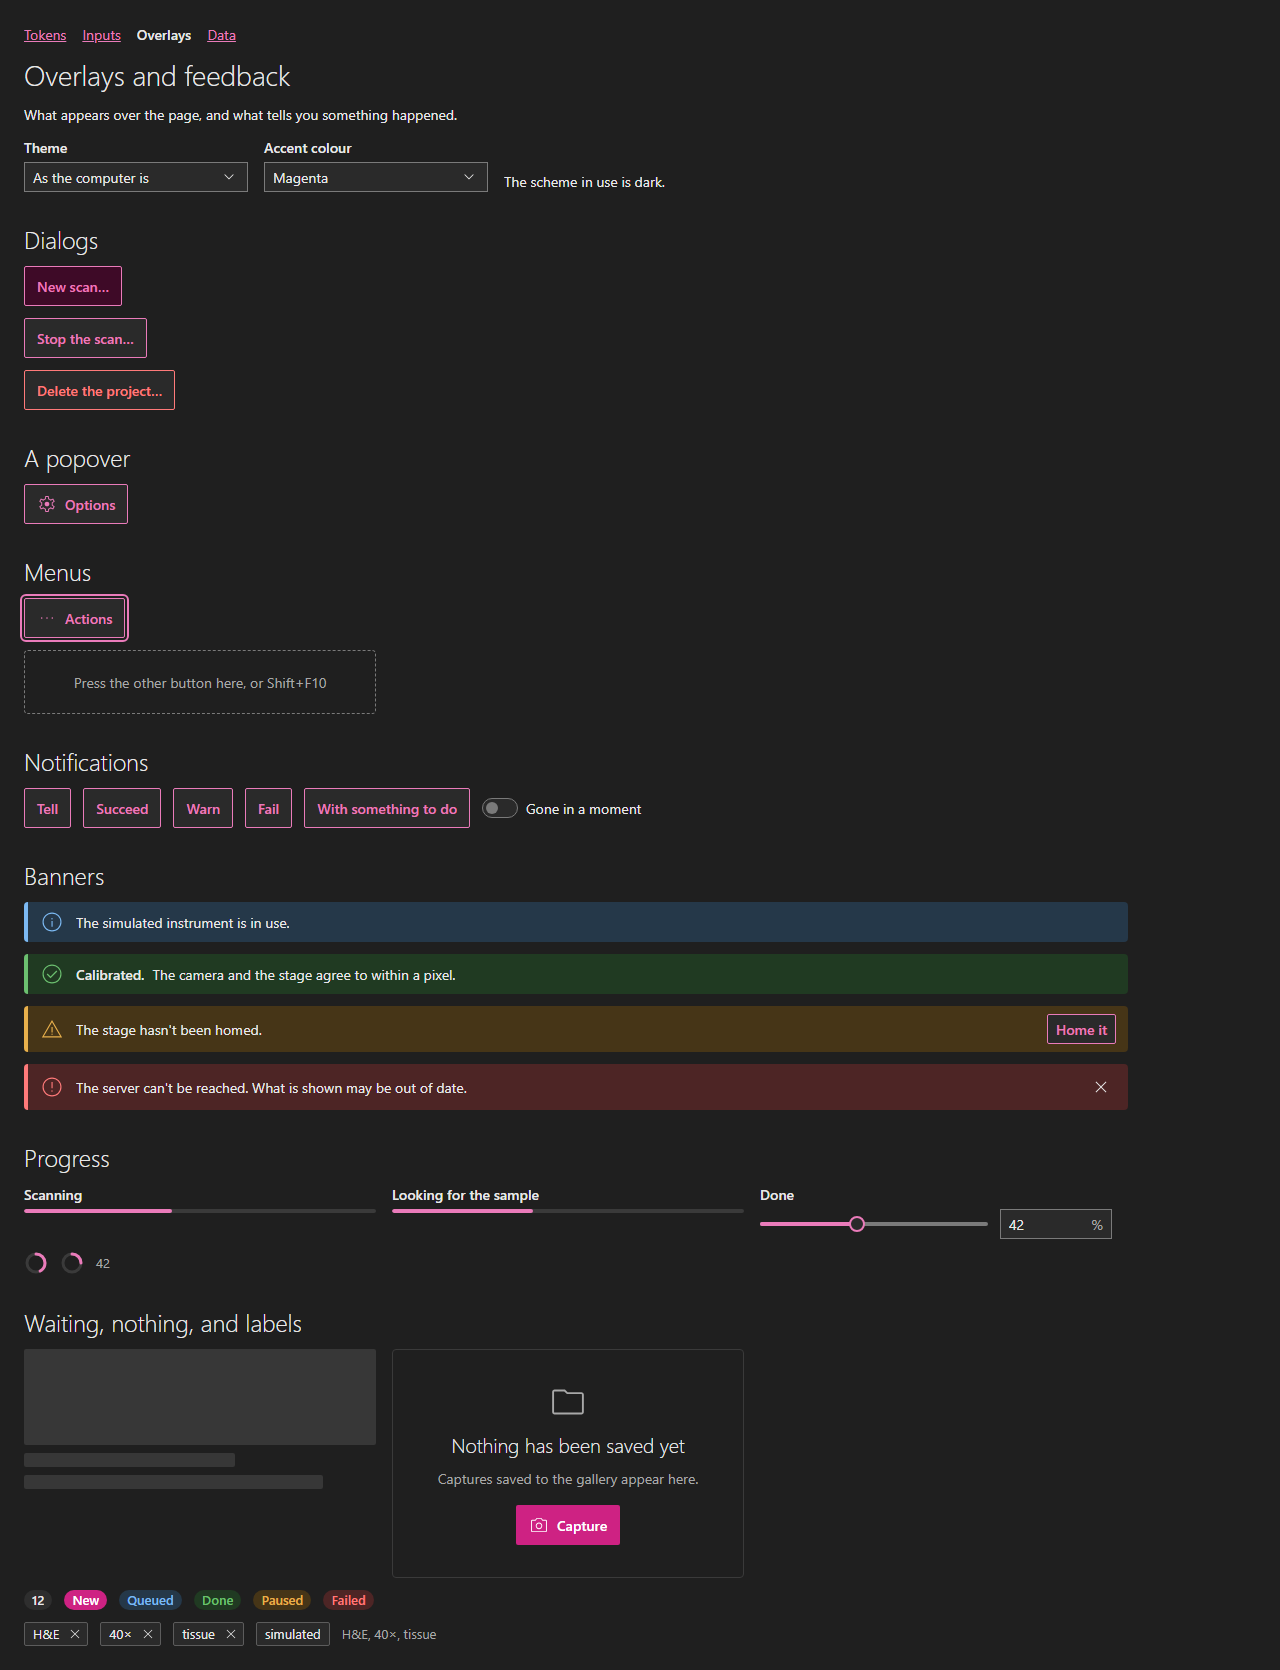 Tokens Inputs Overlays Data
Overlays and feedback
What appears over the page, and what tells you something happened.
Theme Accent colour
As the computer is Magenta The scheme in use is dark.
Dialogs
New scan...
Stop the scan...
Delete the project...
A popover
Options
Menus
Actions
Press the other button here, or Shift+F10
Notifications
Tell Succeed Warn Fail With something to do Gone in a moment
Banners
The simulated instrument is in use.
Calibrated. The camera and the stage agree to within a pixel.
The stage hasn't been homed. Home it
The server can't be reached. What is shown may be out of date.
Progress
Scanning Looking for the sample Done
42 %
42
Waiting, nothing, and labels
Nothing has been saved yet
Captures saved to the gallery appear here.
Capture
12 New Queued Done Paused Failed
H&E 40× tissue simulated H&E, 40×, tissue